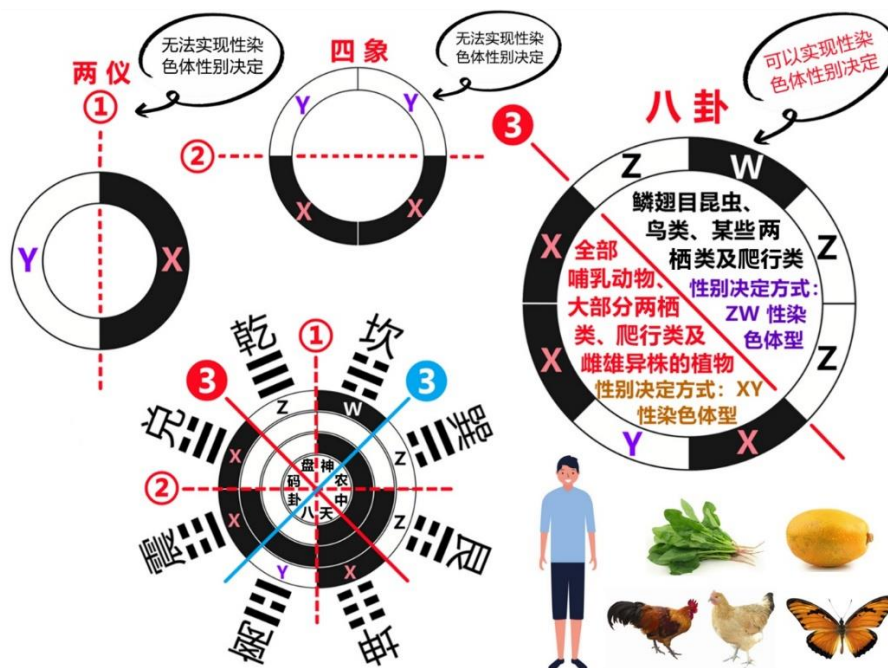 两仪
①
无法实现性染
色体性别决定
Y
X
四象
无法实现性染
色体性别决定
②
Y
Y
X
X
八卦
可以实现性染
色体性别决定
③
Z
W
Z
Z
X
X
Y
X
鳞翅目昆虫、
鸟类、某些两
栖类及爬行类
性别决定方式：
ZW 性染
色体型
全部
哺乳动物、
大部分两栖
类、爬行类及
雌雄异株的植物
性别决定方式：XY
性染色体型
①
②
③
③
乾
坎
巽
艮
坤
离
震
兑
Z
W
Z
Z
X
Y
X
X
神农中天八卦码盘